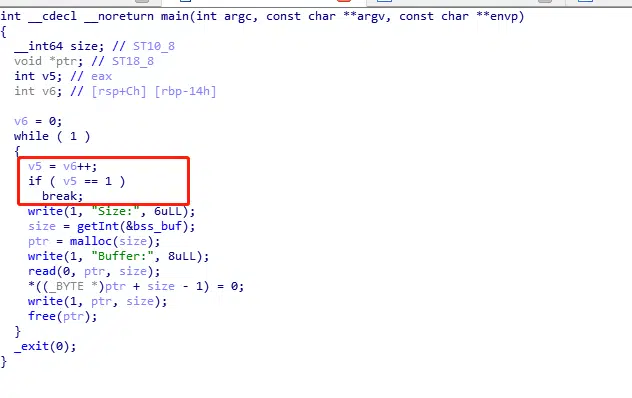 int __cdecl __noreturn main(int argc, const char **argv, const char **envp)
{
__int64 size; // ST10_8
void *ptr; // ST18_8
int v5; // eax
int v6; // [rsp+Ch] [rbp-14h]
v6 = 0;
while ( 1 )
{
v5 = v6++;
if ( v5 == 1 )
break;
write(1, "Size:", 6uLL);
size = getInt(&bss_buf);
ptr = malloc(size);
write(1, "Buffer:", 8uLL);
read(0, ptr, size);
*((_BYTE *)ptr + size - 1) = 0;
write(1, ptr, size);
free(ptr);
}
_exit(0);
}